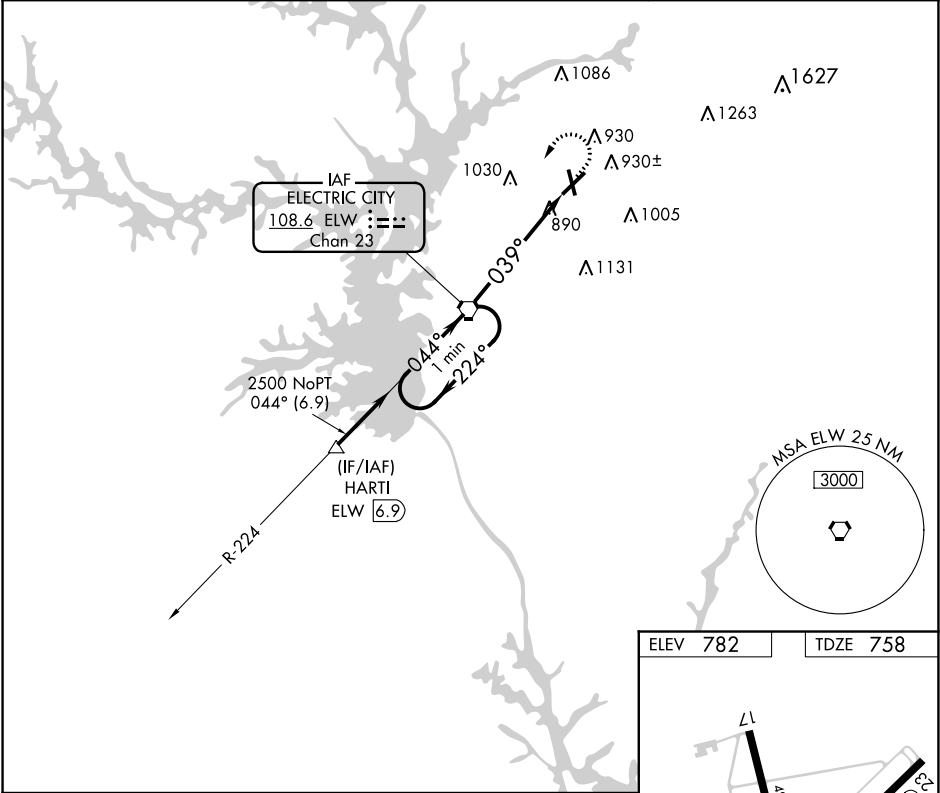 1086
1627
1263
930
930±
1030
890
1005
1131
IAF
ELECTRIC CITY
108.6 ELW
Chan 23
039°
044°
1 min
224°
2500 NoPT
044° (6.9)
(IF/IAF)
HARTI
ELW 6.9
R-224
MSA ELW 25 NM
3000
ELEV 782
TDZE 758
17
23